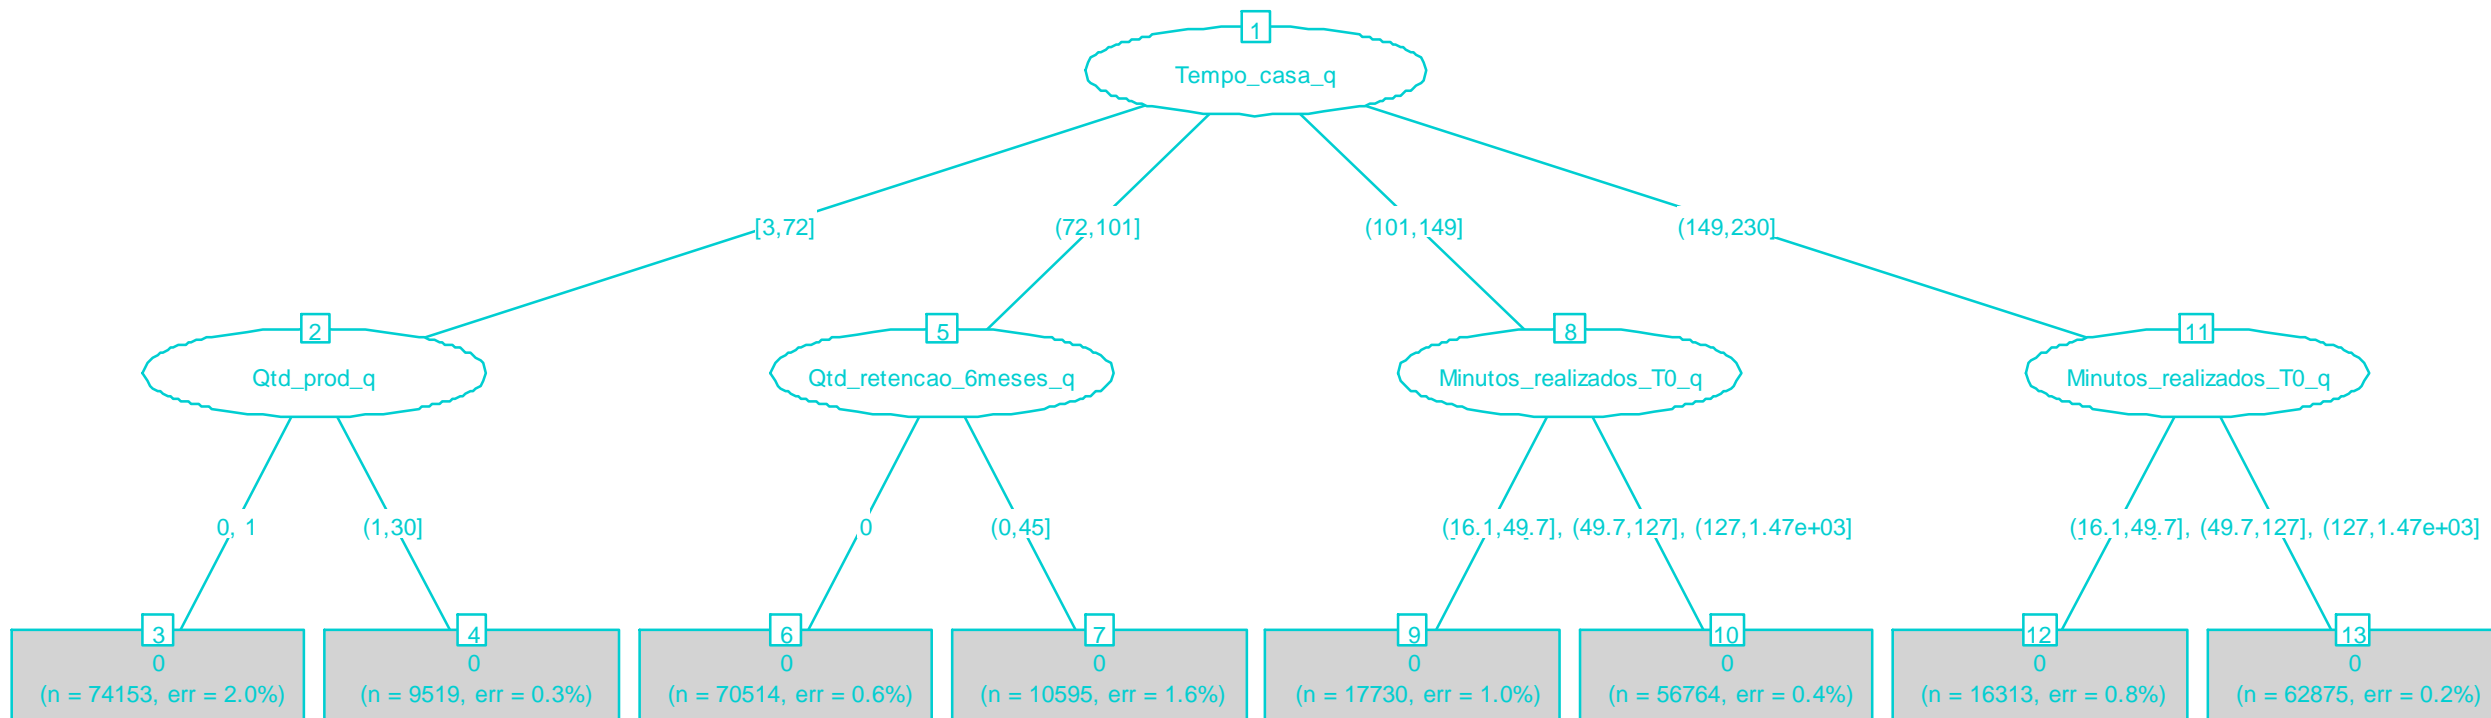 1
Tempo_casa_q
[3,72]
(72,101]
(101,149]
(149,230]
2
Qtd_prod_q
5
Qtd_retencao_6meses_q
8
Minutos_realizados_T0_q
11
Minutos_realizados_T0_q
0, 1
(1,30]
0
(0,45]
(16.1,49.7], (49.7,127], (127,1.47e+03]
(16.1,49.7], (49.7,127], (127,1.47e+03]
3
0
(n = 74153, err = 2.0%)
4
0
(n = 9519, err = 0.3%)
6
0
(n = 70514, err = 0.6%)
7
0
(n = 10595, err = 1.6%)
9
0
(n = 17730, err = 1.0%)
10
0
(n = 56764, err = 0.4%)
12
0
(n = 16313, err = 0.8%)
13
0
(n = 62875, err = 0.2%)